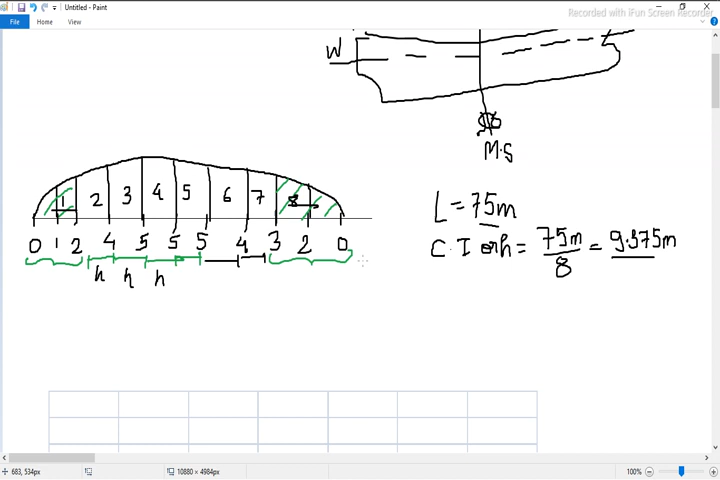 Untitled - Paint
Recorded with iFun Screen Recorder
File Home View
W
M.S
1 2 3 4 5 6 7 8
0 1 2 4 5 5 5 4 3 2 0
h h h
L = 75m
C.I or h = 75m / 8 = 9.375m
683, 534px 10880 × 4984px 100%